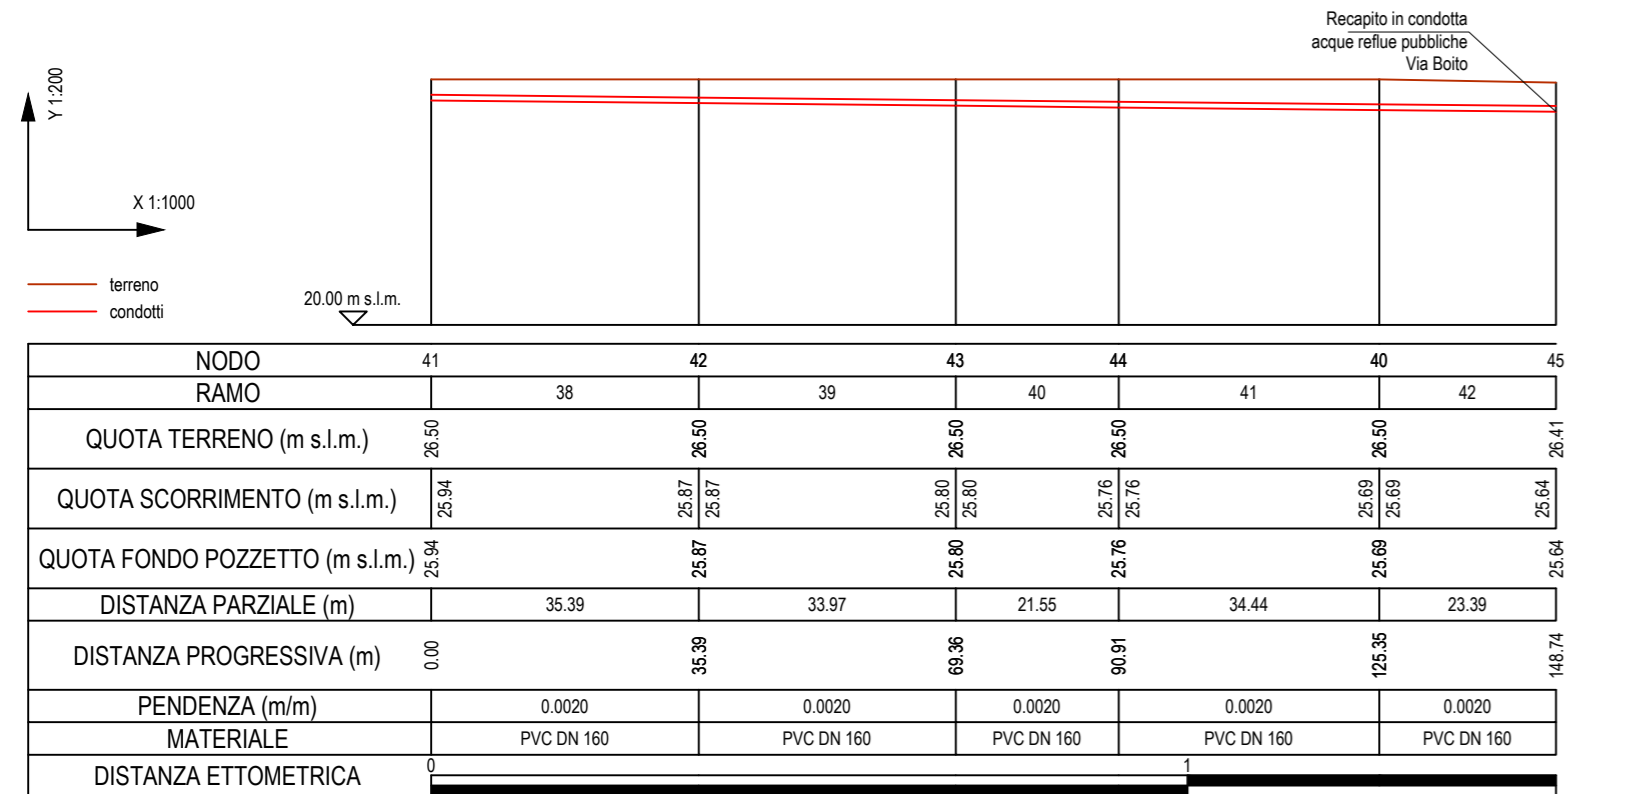 Recapito in condotta
acque reflue pubbliche
Via Boito
Y 1:200
X 1:1000
terreno
condotti
20.00 m s.l.m.
NODO 41 42 43 44 40 45
RAMO 38 39 40 41 42
QUOTA TERRENO (m s.l.m.) 26.50 26.50 26.50 26.50 26.50 26.41
QUOTA SCORRIMENTO (m s.l.m.) 25.94 25.87 25.87 25.80 25.80 25.76 25.76 25.69 25.69 25.64
QUOTA FONDO POZZETTO (m s.l.m.) 25.94 25.87 25.80 25.76 25.69 25.64
DISTANZA PARZIALE (m) 35.39 33.97 21.55 34.44 23.39
DISTANZA PROGRESSIVA (m) 0.00 35.39 69.36 90.91 125.35 148.74
PENDENZA (m/m) 0.0020 0.0020 0.0020 0.0020 0.0020
MATERIALE PVC DN 160 PVC DN 160 PVC DN 160 PVC DN 160 PVC DN 160
DISTANZA ETTOMETRICA 0 1